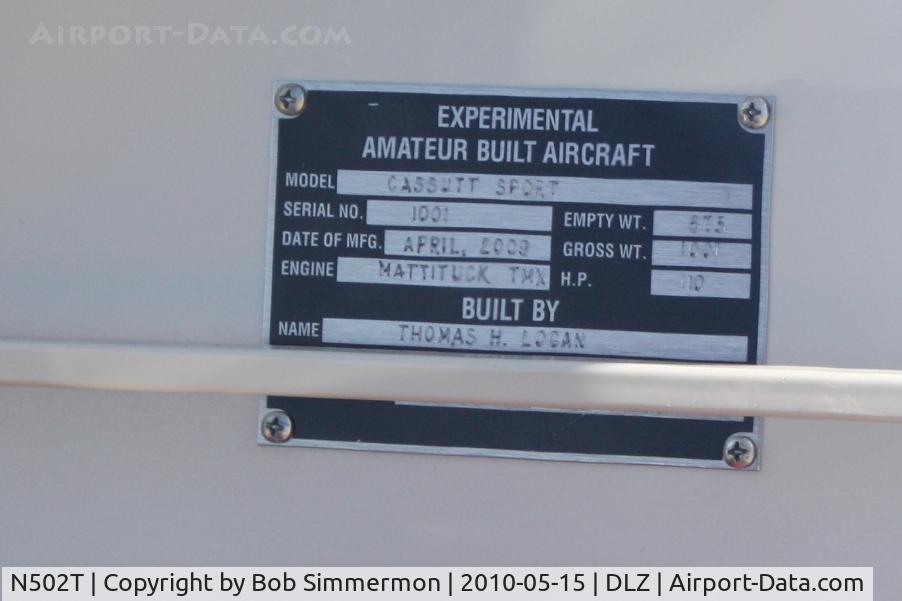 Airport-Data.com
EXPERIMENTAL
AMATEUR BUILT AIRCRAFT
MODEL CASSUTT SPORT
SERIAL NO. 1001 EMPTY WT. 675
DATE OF MFG. APRIL, 2009 GROSS WT.
ENGINE MATTITUCK TMX H.P. 110
BUILT BY
NAME THOMAS H. LOGAN
N502T | Copyright by Bob Simmermon | 2010-05-15 | DLZ | Airport-Data.com